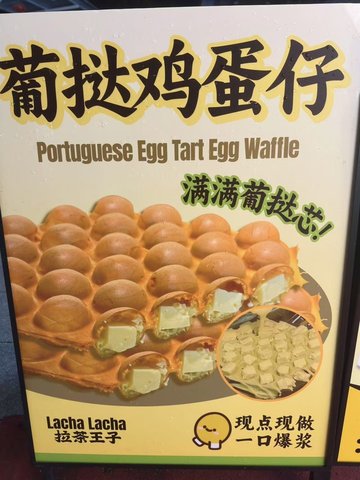 葡挞鸡蛋仔
Portuguese Egg Tart Egg Waffle
满满葡挞芯!
Lacha Lacha
拉茶王子
现点现做
一口爆浆